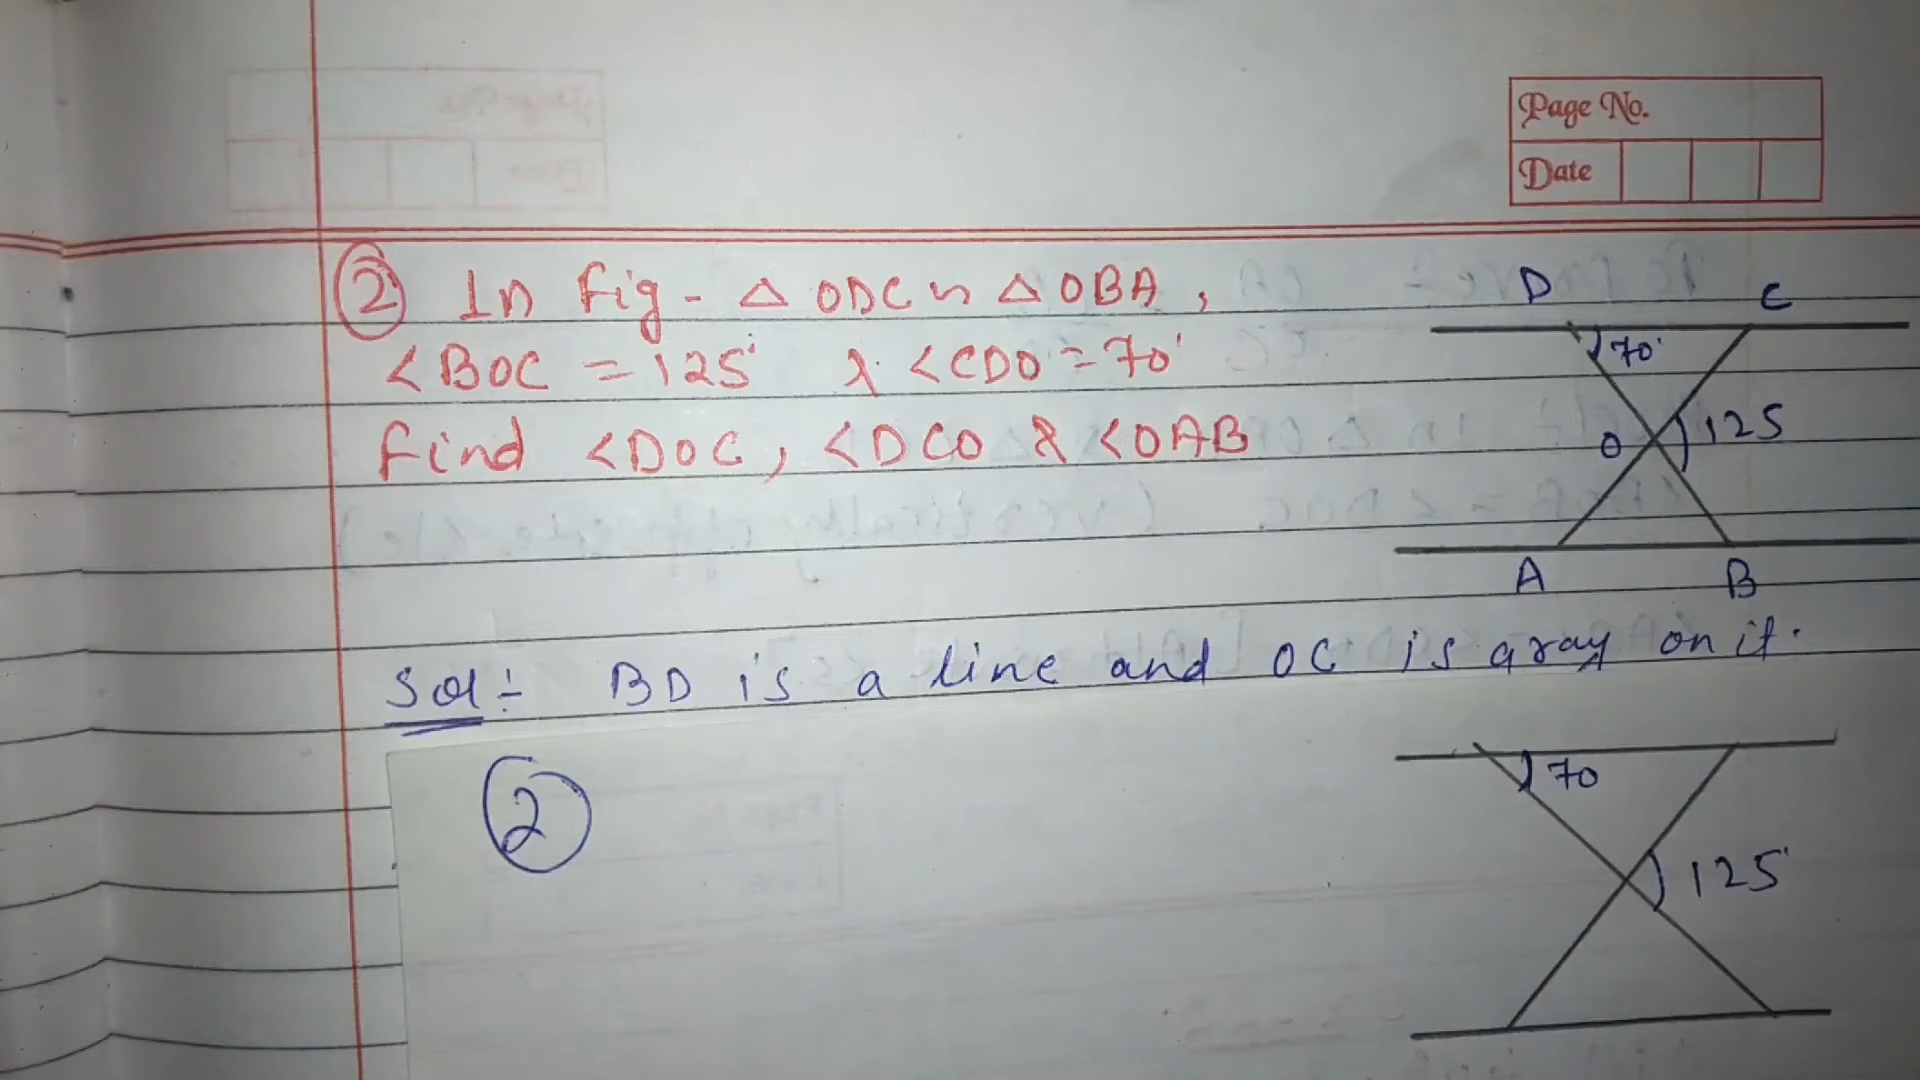 Page No.
Date
② In fig - △ ODC ~ △ OBA,
<BOC = 125° & <CDO = 70°
find <DOC, <DCO & <OAB
D C
70°
O 125
A B
Sol :- BD is a line and OC is a ray on it.
②
70
125°